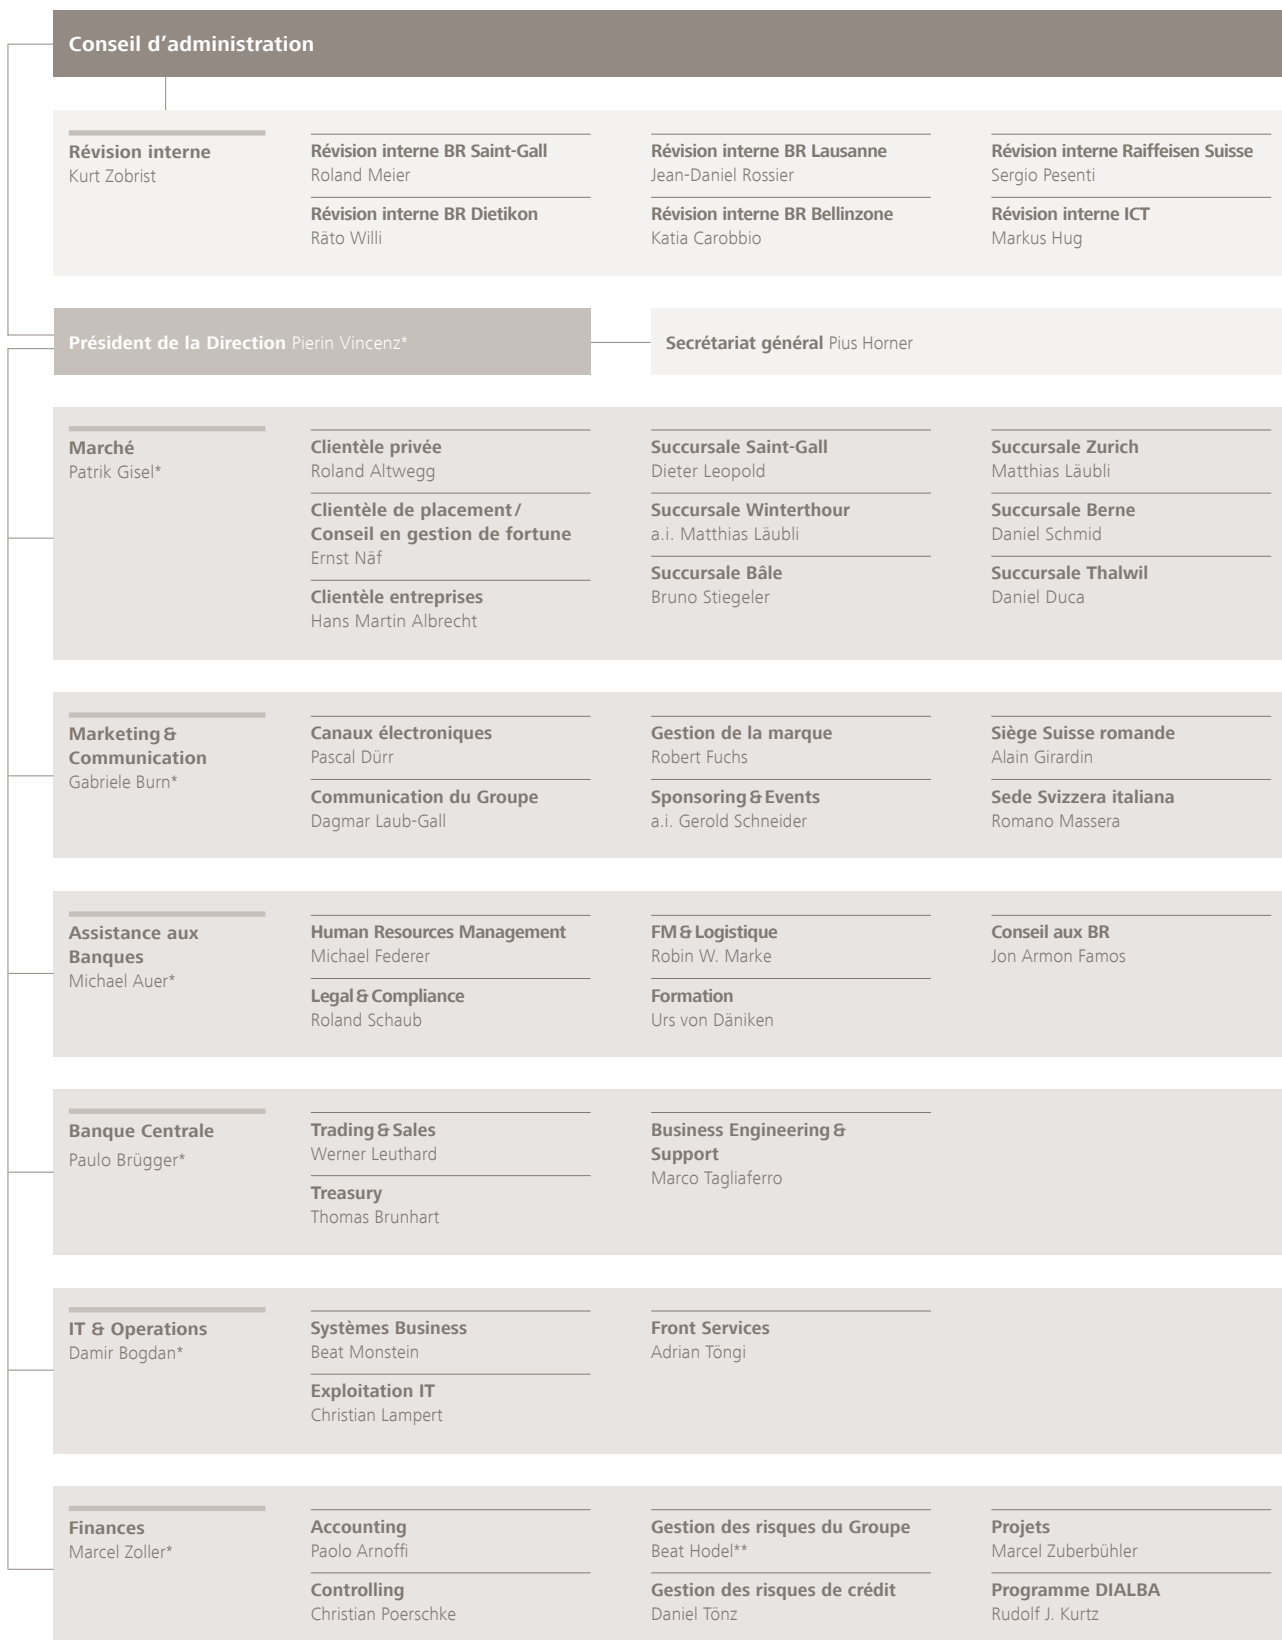 Conseil d’administration
Révision interne
Kurt Zobrist
Révision interne BR Saint-Gall
Roland Meier
Révision interne BR Dietikon
Räto Willi
Révision interne BR Lausanne
Jean-Daniel Rossier
Révision interne BR Bellinzone
Katia Carobbio
Révision interne Raiffeisen Suisse
Sergio Pesenti
Révision interne ICT
Markus Hug
Président de la Direction Pierin Vincenz*
Secrétariat général Pius Horner
Marché
Patrik Gisel*
Clientèle privée
Roland Altwegg
Clientèle de placement /
Conseil en gestion de fortune
Ernst Näf
Clientèle entreprises
Hans Martin Albrecht
Succursale Saint-Gall
Dieter Leopold
Succursale Winterthour
a.i. Matthias Läubli
Succursale Bâle
Bruno Stiegeler
Succursale Zurich
Matthias Läubli
Succursale Berne
Daniel Schmid
Succursale Thalwil
Daniel Duca
Marketing &
Communication
Gabriele Burn*
Canaux électroniques
Pascal Dürr
Communication du Groupe
Dagmar Laub-Gall
Gestion de la marque
Robert Fuchs
Sponsoring & Events
a.i. Gerold Schneider
Siège Suisse romande
Alain Girardin
Sede Svizzera italiana
Romano Massera
Assistance aux
Banques
Michael Auer*
Human Resources Management
Michael Federer
Legal & Compliance
Roland Schaub
FM & Logistique
Robin W. Marke
Formation
Urs von Däniken
Conseil aux BR
Jon Armon Famos
Banque Centrale
Paulo Brügger*
Trading & Sales
Werner Leuthard
Treasury
Thomas Brunhart
Business Engineering &
Support
Marco Tagliaferro
IT & Operations
Damir Bogdan*
Systèmes Business
Beat Monstein
Exploitation IT
Christian Lampert
Front Services
Adrian Töngi
Finances
Marcel Zoller*
Accounting
Paolo Arnoffi
Controlling
Christian Poerschke
Gestion des risques du Groupe
Beat Hodel**
Gestion des risques de crédit
Daniel Tönz
Projets
Marcel Zuberbühler
Programme DIALBA
Rudolf J. Kurtz